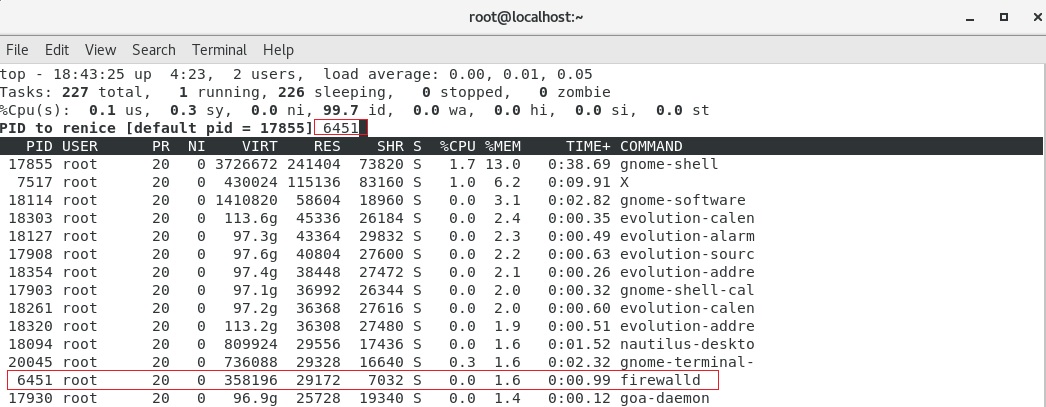 root@localhost:~
File Edit View Search Terminal Help
top - 18:43:25 up  4:23,  2 users,  load average: 0.00, 0.01, 0.05
Tasks: 227 total,   1 running, 226 sleeping,   0 stopped,   0 zombie
%Cpu(s):  0.1 us,  0.3 sy,  0.0 ni, 99.7 id,  0.0 wa,  0.0 hi,  0.0 si,  0.0 st
PID to renice [default pid = 17855] 6451
PID USER PR NI VIRT RES SHR S %CPU %MEM TIME+ COMMAND
17855 root 20 0 3726672 241404 73820 S 1.7 13.0 0:38.69 gnome-shell
7517 root 20 0 430024 115136 83160 S 1.0 6.2 0:09.91 X
18114 root 20 0 1410820 58604 18960 S 0.0 3.1 0:02.82 gnome-software
18303 root 20 0 113.6g 45336 26184 S 0.0 2.4 0:00.35 evolution-calen
18127 root 20 0 97.3g 43364 29832 S 0.0 2.3 0:00.49 evolution-alarm
17908 root 20 0 97.6g 40804 27600 S 0.0 2.2 0:00.63 evolution-sourc
18354 root 20 0 97.4g 38448 27472 S 0.0 2.1 0:00.26 evolution-addre
17903 root 20 0 97.1g 36992 26344 S 0.0 2.0 0:00.32 gnome-shell-cal
18261 root 20 0 97.2g 36368 27616 S 0.0 2.0 0:00.60 evolution-calen
18320 root 20 0 113.2g 36308 27480 S 0.0 1.9 0:00.51 evolution-addre
18094 root 20 0 809924 29556 17436 S 0.0 1.6 0:01.52 nautilus-deskto
20045 root 20 0 736088 29328 16640 S 0.3 1.6 0:02.32 gnome-terminal-
6451 root 20 0 358196 29172 7032 S 0.0 1.6 0:00.99 firewalld
17930 root 20 0 96.9g 25728 19340 S 0.0 1.4 0:00.12 goa-daemon